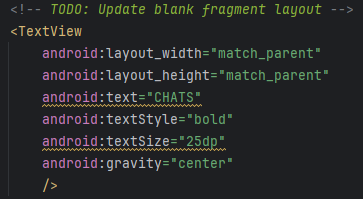 <!-- TODO: Update blank fragment layout -->
<TextView
    android:layout_width="match_parent"
    android:layout_height="match_parent"
    android:text="CHATS"
    android:textStyle="bold"
    android:textSize="25dp"
    android:gravity="center"
    />